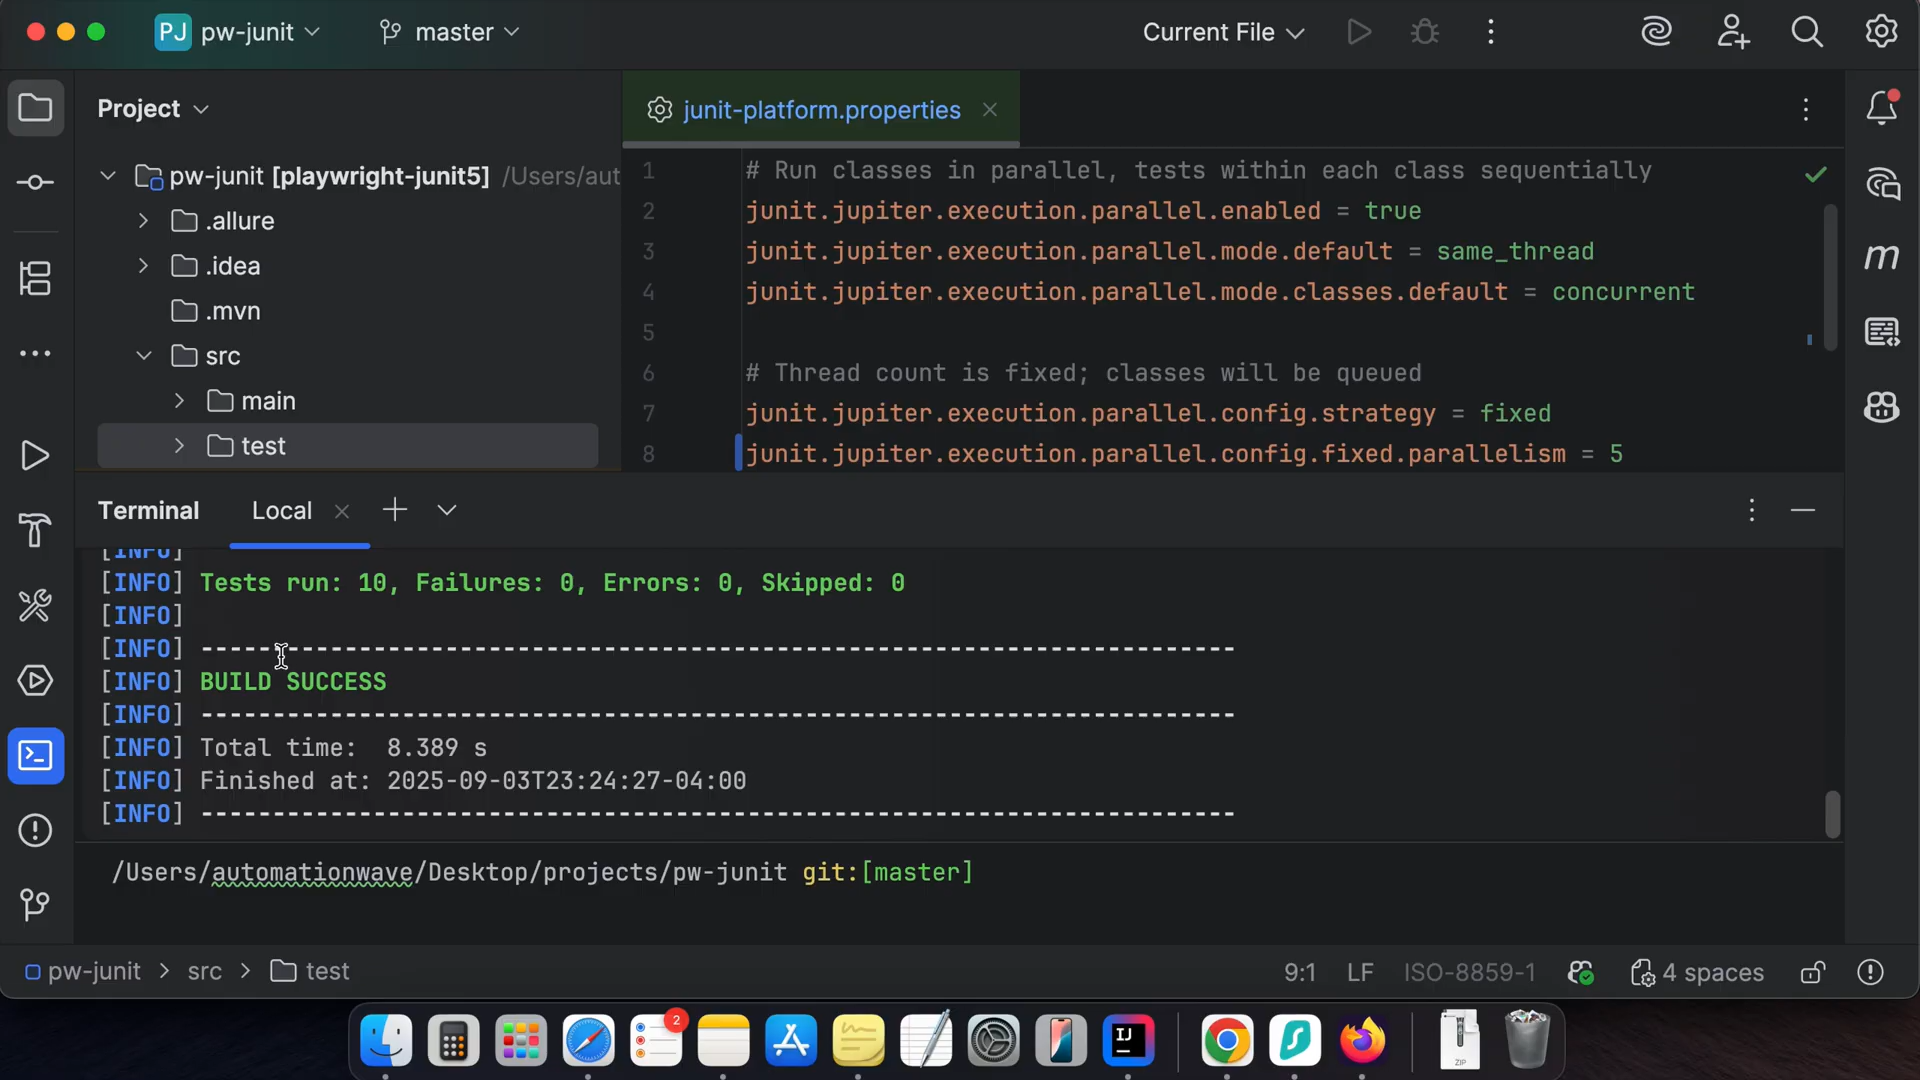 PJ pw-junit master Current File
Project
junit-platform.properties
pw-junit [playwright-junit5] /Users/aut
.allure
.idea
.mvn
src
main
test
1 # Run classes in parallel, tests within each class sequentially
2 junit.jupiter.execution.parallel.enabled = true
3 junit.jupiter.execution.parallel.mode.default = same_thread
4 junit.jupiter.execution.parallel.mode.classes.default = concurrent
5
6 # Thread count is fixed; classes will be queued
7 junit.jupiter.execution.parallel.config.strategy = fixed
8 junit.jupiter.execution.parallel.config.fixed.parallelism = 5
m
Terminal Local
[INFO]
[INFO] Tests run: 10, Failures: 0, Errors: 0, Skipped: 0
[INFO]
[INFO] ------------------------------------------------------------------------
[INFO] BUILD SUCCESS
[INFO] ------------------------------------------------------------------------
[INFO] Total time:  8.389 s
[INFO] Finished at: 2025-09-03T23:24:27-04:00
[INFO] ------------------------------------------------------------------------
/Users/automationwave/Desktop/projects/pw-junit git:[master]
pw-junit > src > test 9:1 LF ISO-8859-1 4 spaces
2
IJ
ZIP